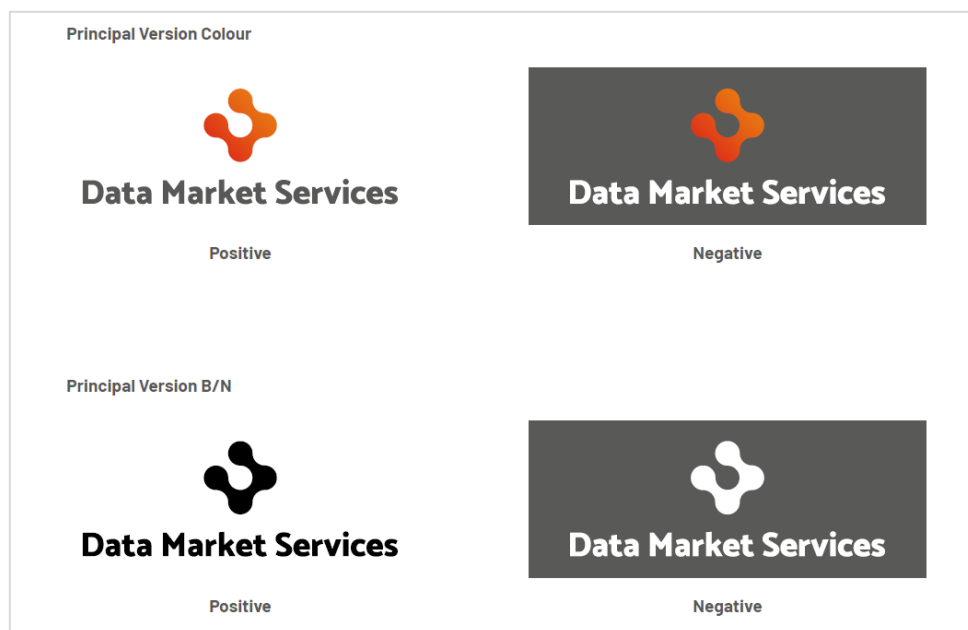 Principal Version Colour
Data Market Services
Data Market Services
Positive
Negative
Principal Version B/N
Data Market Services
Data Market Services
Positive
Negative